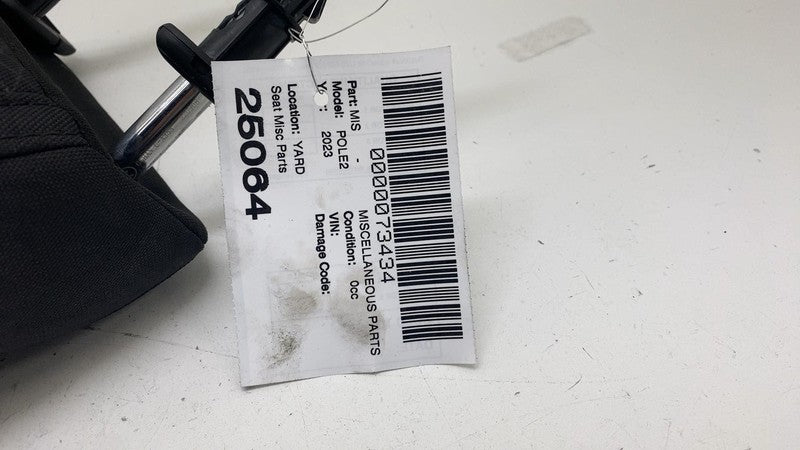 0000073434
Part: MIS - MISCELLANEOUS PARTS
Model: POLE2 Condition: 0cc
2023 VIN:
Damage Code:
Location: YARD
Seat Misc Parts
25064